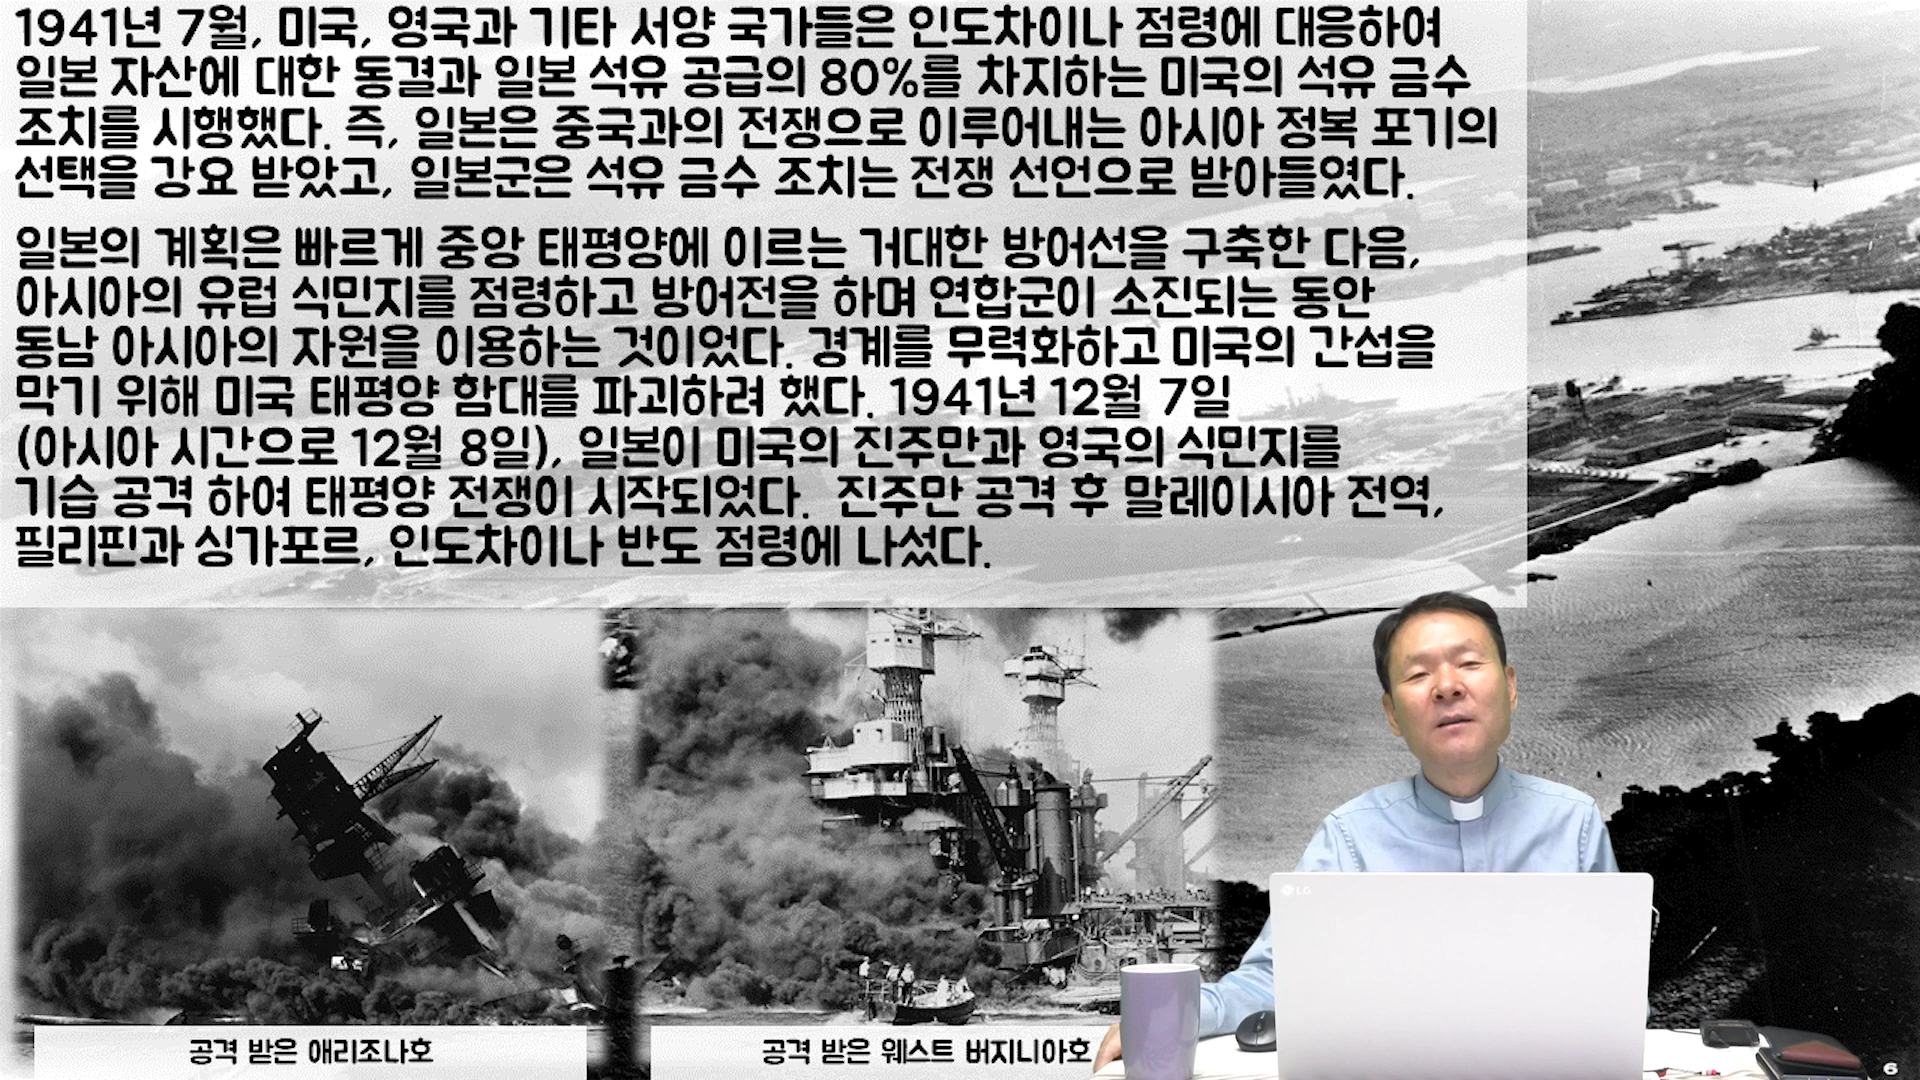 1941년 7월, 미국, 영국과 기타 서양 국가들은 인도차이나 점령에 대응하여
일본 자산에 대한 동결과 일본 석유 공급의 80%를 차지하는 미국의 석유 금수
조치를 시행했다. 즉, 일본은 중국과의 전쟁으로 이루어내는 아시아 정복 포기의
선택을 강요 받았고, 일본군은 석유 금수 조치는 전쟁 선언으로 받아들였다.
일본의 계획은 빠르게 중앙 태평양에 이르는 거대한 방어선을 구축한 다음,
아시아의 유럽 식민지를 점령하고 방어전을 하며 연합군이 소진되는 동안
동남 아시아의 자원을 이용하는 것이었다. 경계를 무력화하고 미국의 간섭을
막기 위해 미국 태평양 함대를 파괴하려 했다. 1941년 12월 7일
(아시아 시간으로 12월 8일), 일본이 미국의 진주만과 영국의 식민지를
기습 공격 하여 태평양 전쟁이 시작되었다. 진주만 공격 후 말레이시아 전역,
필리핀과 싱가포르, 인도차이나 반도 점령에 나섰다.
공격 받은 애리조나호
공격 받은 웨스트 버지니아호
LG
6